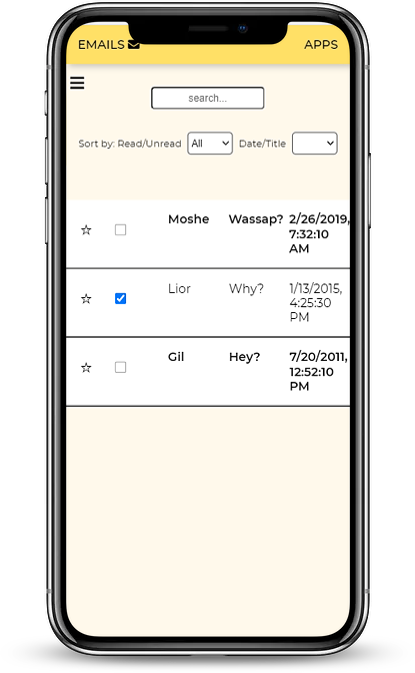 EMAILS APPS
search...
Sort by: Read/Unread All Date/Title
Moshe Wassap? 2/26/2019,
7:32:10
AM
Lior Why? 1/13/2015,
4:25:30
PM
Gil Hey? 7/20/2011,
12:52:10
PM